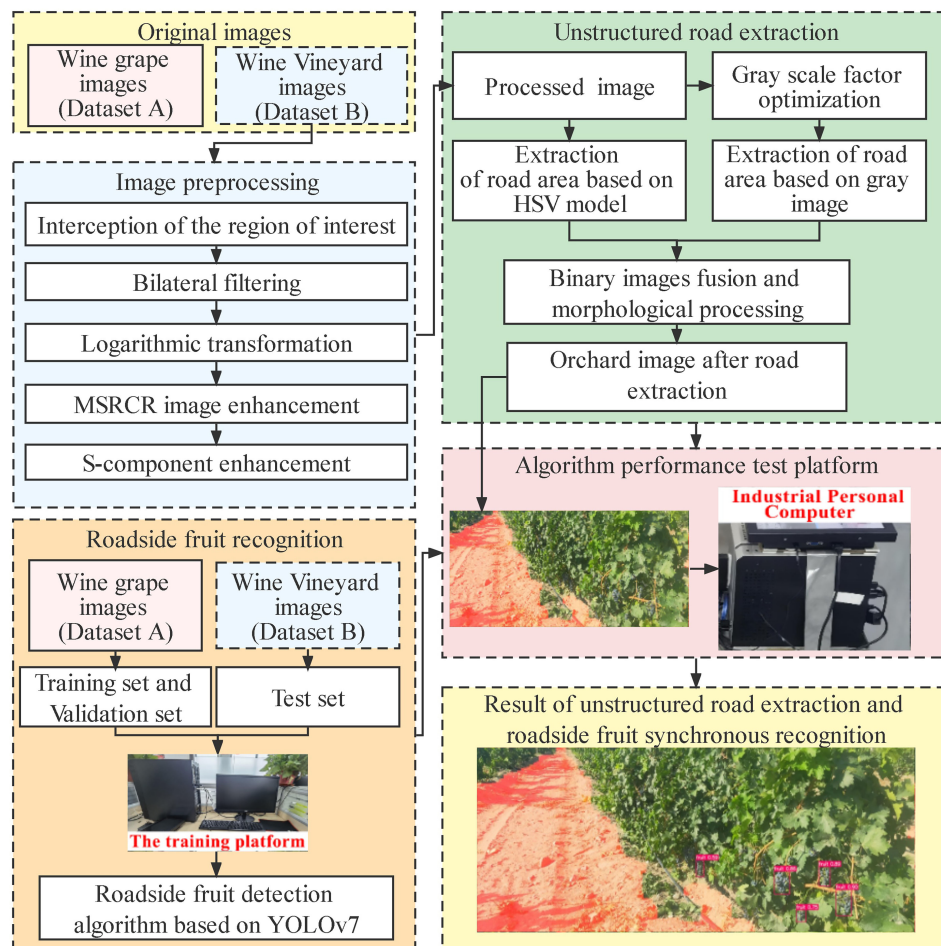 Original images
Wine grape
images
(Dataset A)
Wine Vineyard
images
(Dataset B)
Image preprocessing
Interception of the region of interest
Bilateral filtering
Logarithmic transformation
MSRCR image enhancement
S-component enhancement
Roadside fruit recognition
Wine grape
images
(Dataset A)
Wine Vineyard
images
(Dataset B)
Training set and
Validation set
Test set
The training platform
Roadside fruit detection
algorithm based on YOLOv7
Unstructured road extraction
Processed image
Gray scale factor
optimization
Extraction
of road area based on
HSV model
Extraction of road
area based on gray
image
Binary images fusion and
morphological processing
Orchard image after road
extraction
Algorithm performance test platform
Industrial Personal
Computer
Result of unstructured road extraction and
roadside fruit synchronous recognition